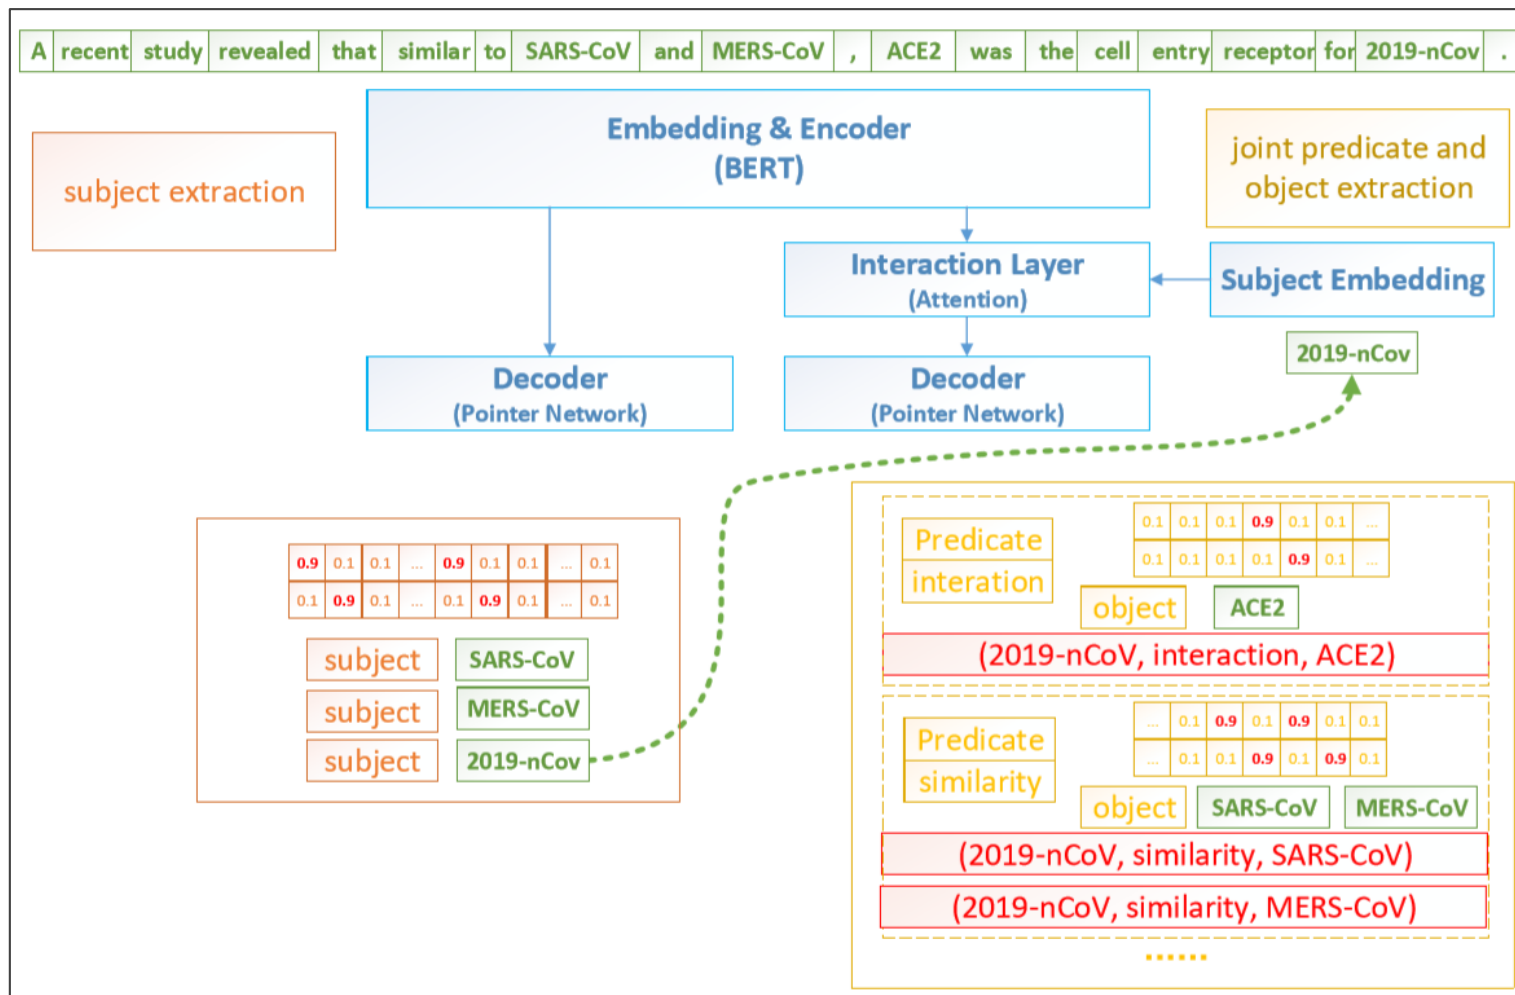 A recent study revealed that similar to SARS-CoV and MERS-CoV , ACE2 was the cell entry receptor for 2019-nCov .
Embedding & Encoder
(BERT)
subject extraction
joint predicate and
object extraction
Interaction Layer
(Attention)
Subject Embedding
2019-nCov
Decoder
(Pointer Network)
Decoder
(Pointer Network)
0.9 0.1 0.1 ... 0.9 0.1 0.1 ... 0.1
0.1 0.9 0.1 ... 0.1 0.9 0.1 ... 0.1
subject SARS-CoV
subject MERS-CoV
subject 2019-nCov
Predicate
interation
0.1 0.1 0.1 0.9 0.1 0.1 ...
0.1 0.1 0.1 0.1 0.9 0.1 ...
object ACE2
(2019-nCoV, interaction, ACE2)
Predicate
similarity
... 0.1 0.9 0.1 0.9 0.1 0.1
... 0.1 0.1 0.9 0.1 0.9 0.1
object SARS-CoV MERS-CoV
(2019-nCoV, similarity, SARS-CoV)
(2019-nCoV, similarity, MERS-CoV)
......